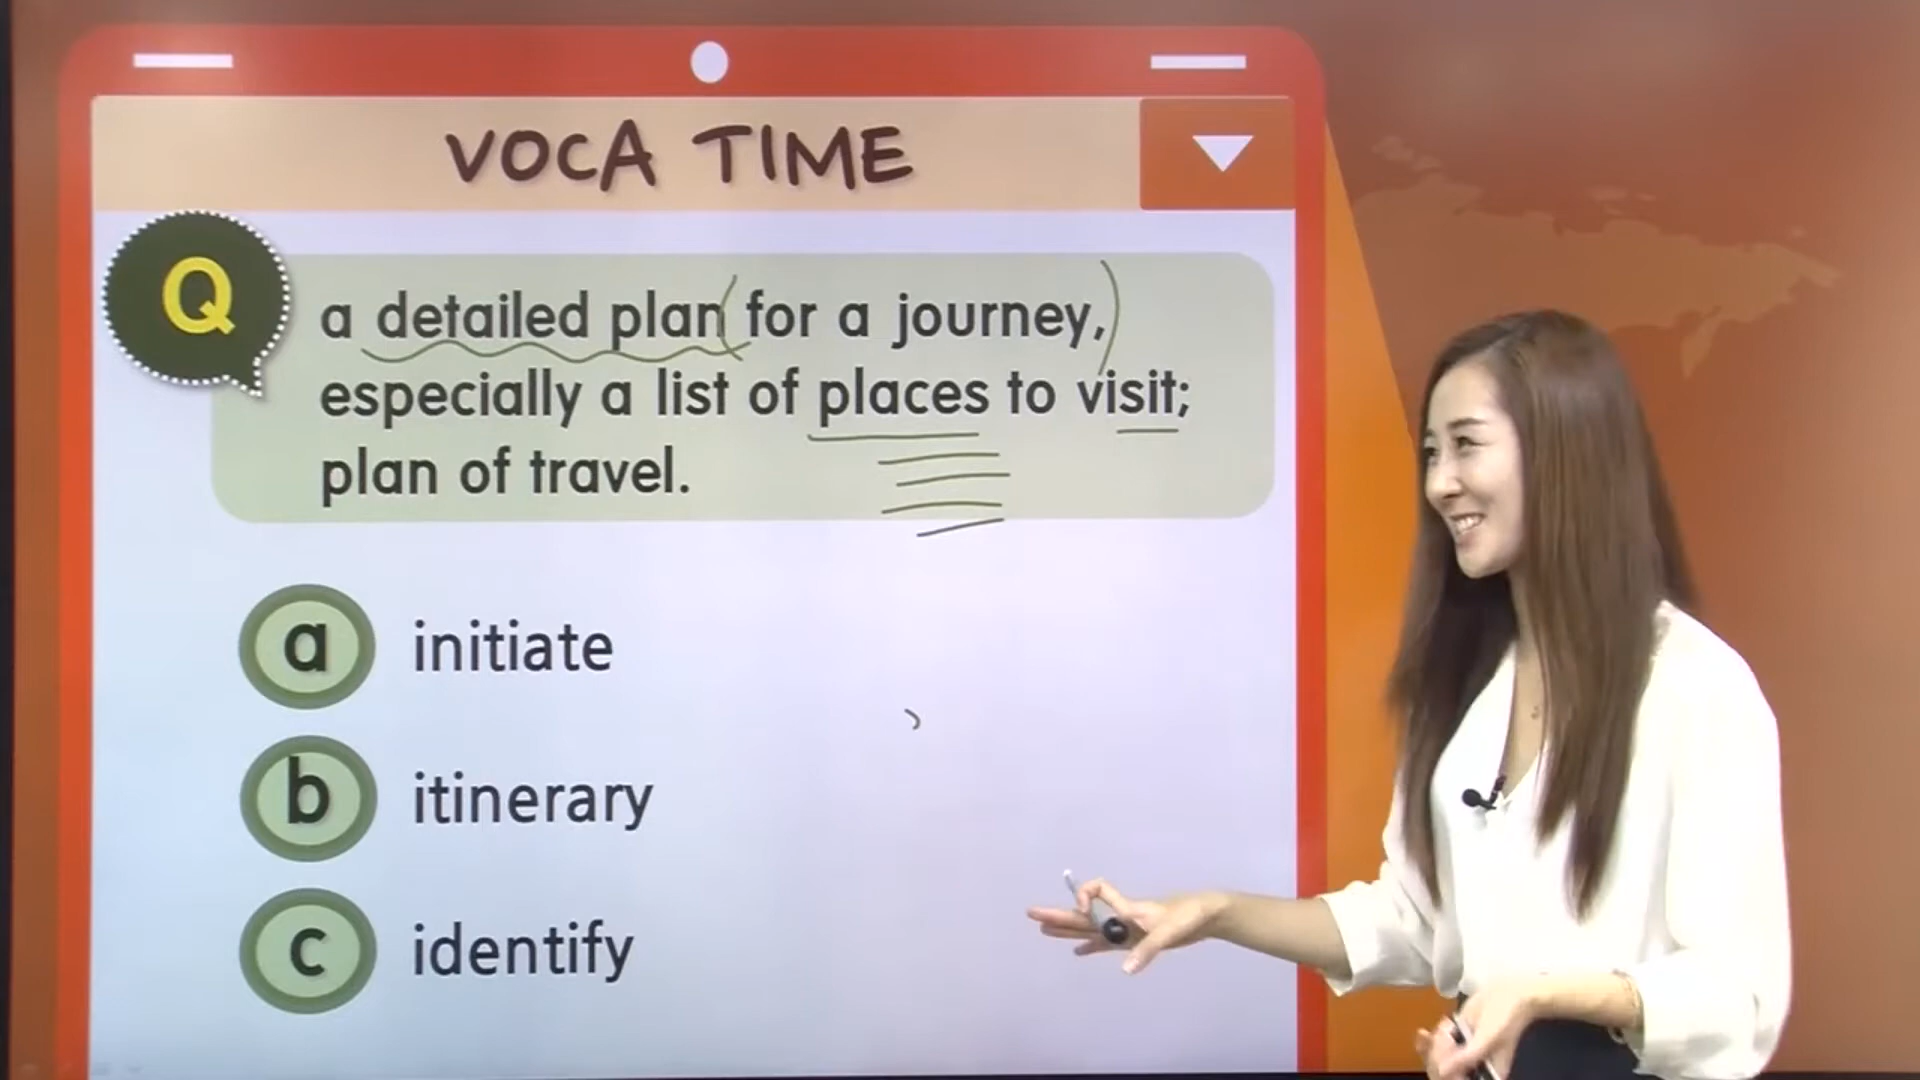 VOCA TIME
Q
a detailed plan for a journey,
especially a list of places to visit;
plan of travel.
a initiate
b itinerary
c identify